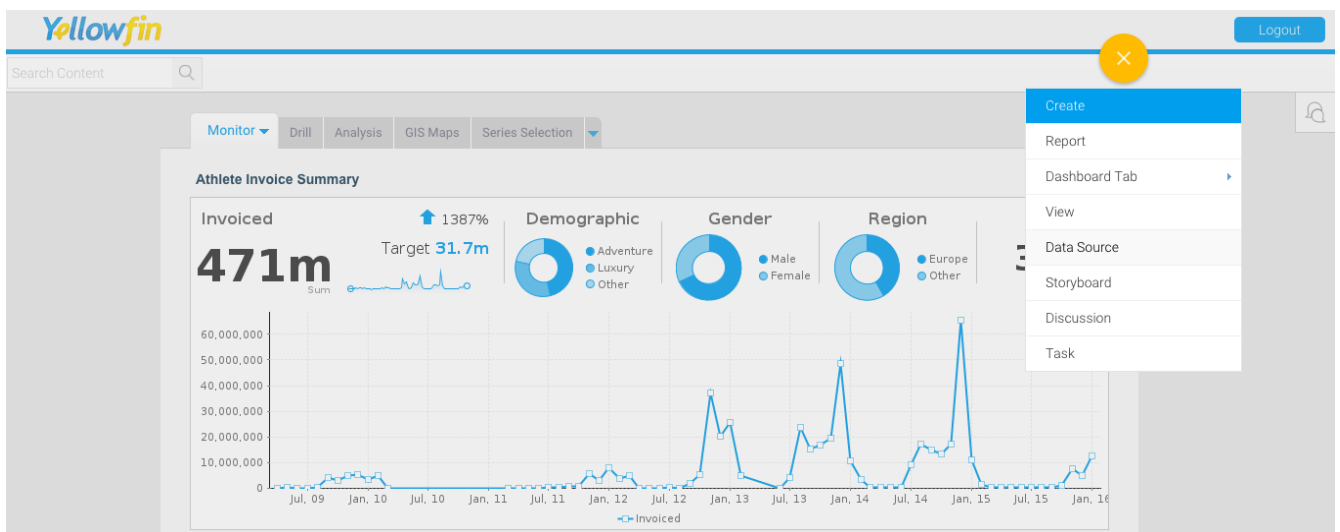 Yellowfin
Logout
Search Content
Create
Report
Dashboard Tab
View
Data Source
Storyboard
Discussion
Task
Monitor Drill Analysis GIS Maps Series Selection
Athlete Invoice Summary
Invoiced
1387%
Target 31.7m
471m
Sum
Demographic
Adventure
Luxury
Other
Gender
Male
Female
Region
Europe
Other
60,000,000
50,000,000
40,000,000
30,000,000
20,000,000
10,000,000
0
Jul, 09 Jan, 10 Jul, 10 Jan, 11 Jul, 11 Jan, 12 Jul, 12 Jan, 13 Jul, 13 Jan, 14 Jul, 14 Jan, 15 Jul, 15 Jan, 16
Invoiced